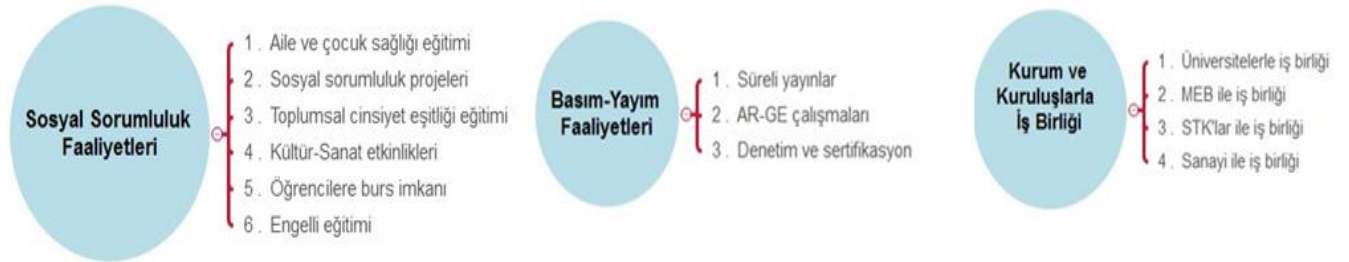 Sosyal Sorumluluk
Faaliyetleri
1 . Aile ve çocuk sağlığı eğitimi
2 . Sosyal sorumluluk projeleri
3 . Toplumsal cinsiyet eşitliği eğitimi
4 . Kültür-Sanat etkinlikleri
5 . Öğrencilere burs imkanı
6 . Engelli eğitimi
Basım-Yayım
Faaliyetleri
1 . Süreli yayınlar
2 . AR-GE çalışmaları
3 . Denetim ve sertifikasyon
Kurum ve
Kuruluşlarla
İş Birliği
1 . Üniversitelerle iş birliği
2 . MEB ile iş birliği
3 . STK'lar ile iş birliği
4 . Sanayi ile iş birliği